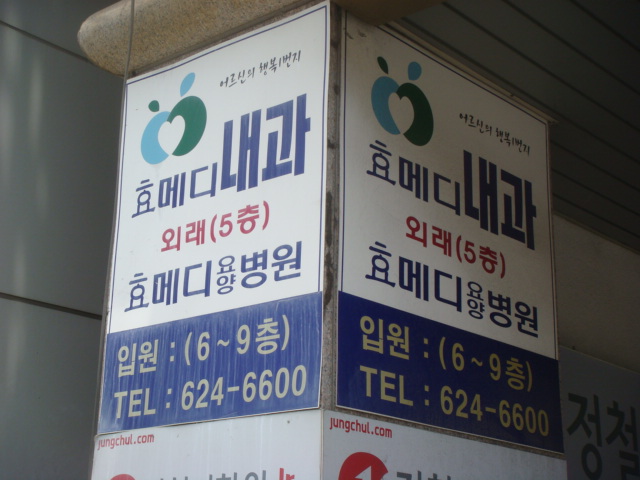 어르신의 행복1번지
효메디내과
외래(5층)
효메디요양병원
입원 : (6~9층)
TEL : 624-6600
jungchul.com
어르신의 행복1번지
효메디내과
외래(5층)
효메디요양병원
입원 : (6~9층)
TEL : 624-6600
jungchul.com
정철